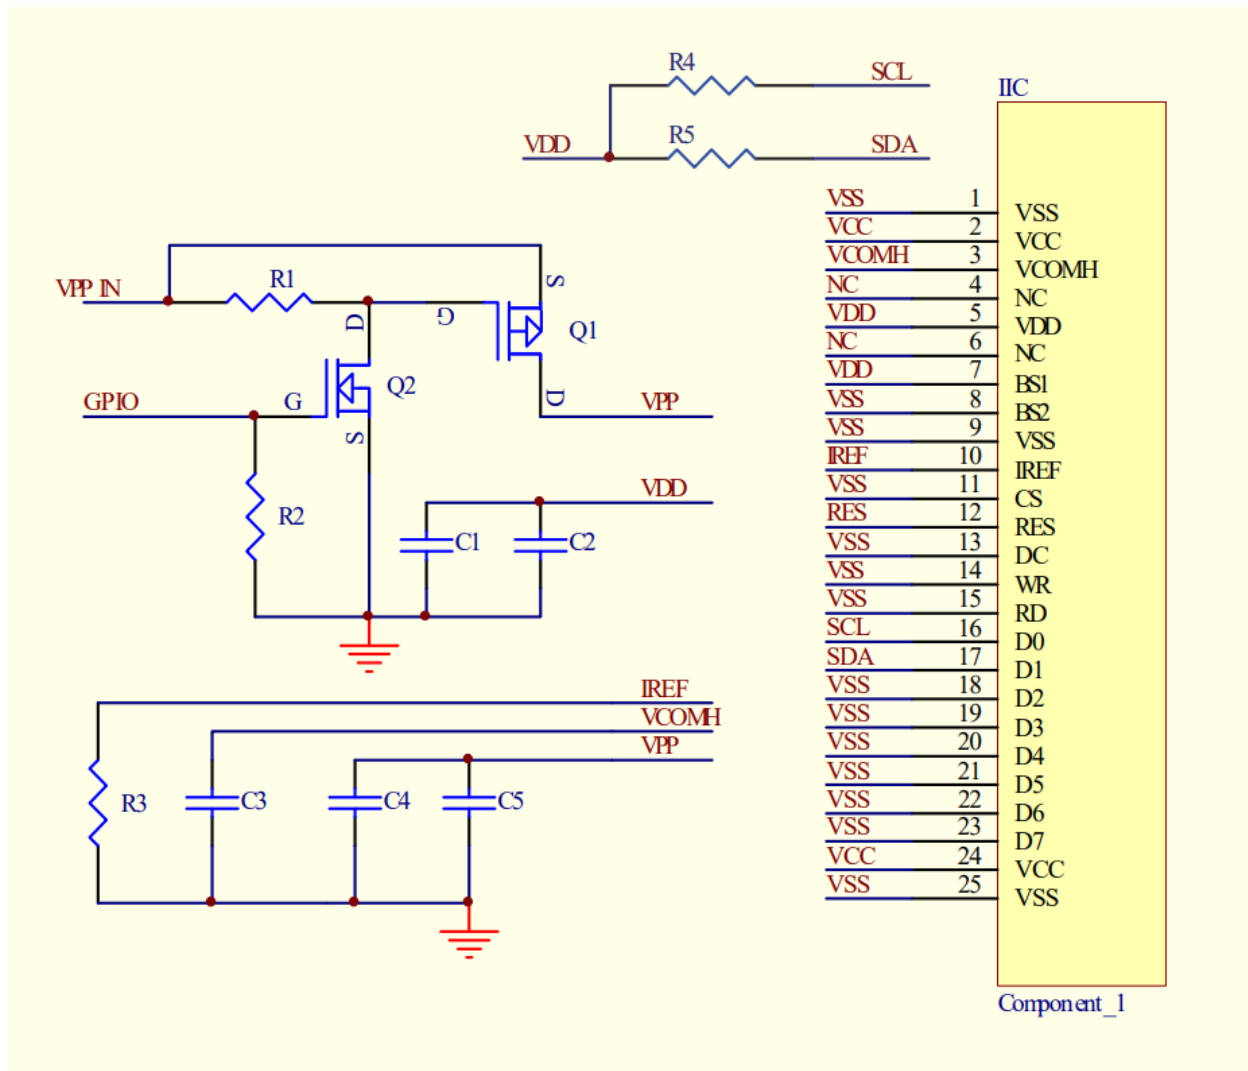 R4 SCL
IIC
VDD R5 SDA
VPP IN R1 S
D G Q1
Q2
GPIO G D VPP
S
VDD
R2 C1 C2
IREF
VCOMH
VPP
R3 C3 C4 C5
VSS 1 VSS
VCC 2 VCC
VCOMH 3 VCOMH
NC 4 NC
VDD 5 VDD
NC 6 NC
VDD 7 BS1
VSS 8 BS2
VSS 9 VSS
IREF 10 IREF
VSS 11 CS
RES 12 RES
VSS 13 DC
VSS 14 WR
VSS 15 RD
SCL 16 D0
SDA 17 D1
VSS 18 D2
VSS 19 D3
VSS 20 D4
VSS 21 D5
VSS 22 D6
VSS 23 D7
VCC 24 VCC
VSS 25 VSS
Component_1